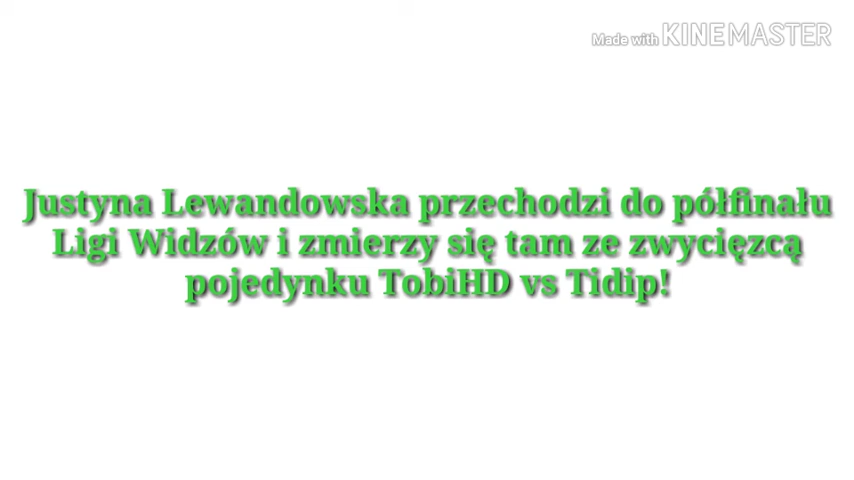 Made with KINEMASTER
Justyna Lewandowska przechodzi do półfinału
Ligi Widzów i zmierzy się tam ze zwycięzcą
pojedynku TobiHD vs Tidip!